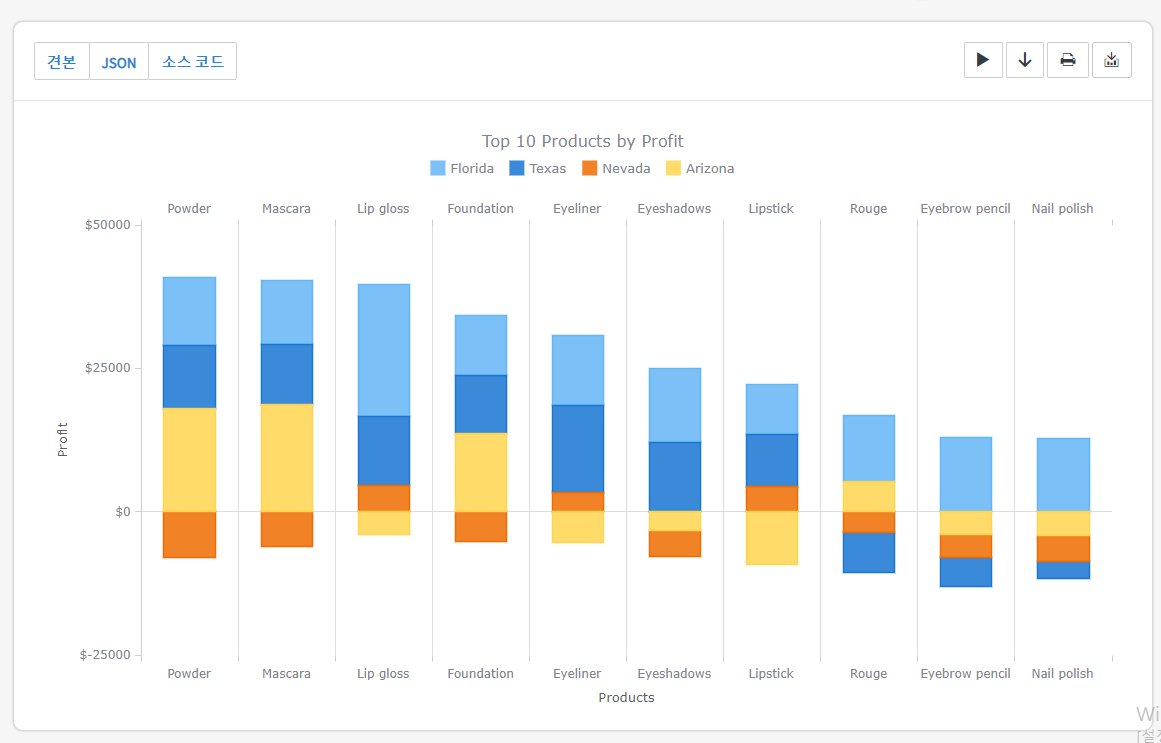 견본 JSON 소스 코드
Top 10 Products by Profit
Florida Texas Nevada Arizona
Powder Mascara Lip gloss Foundation Eyeliner Eyeshadows Lipstick Rouge Eyebrow pencil Nail polish
$50000
$25000
Profit
$0
$-25000
Powder Mascara Lip gloss Foundation Eyeliner Eyeshadows Lipstick Rouge Eyebrow pencil Nail polish
Products